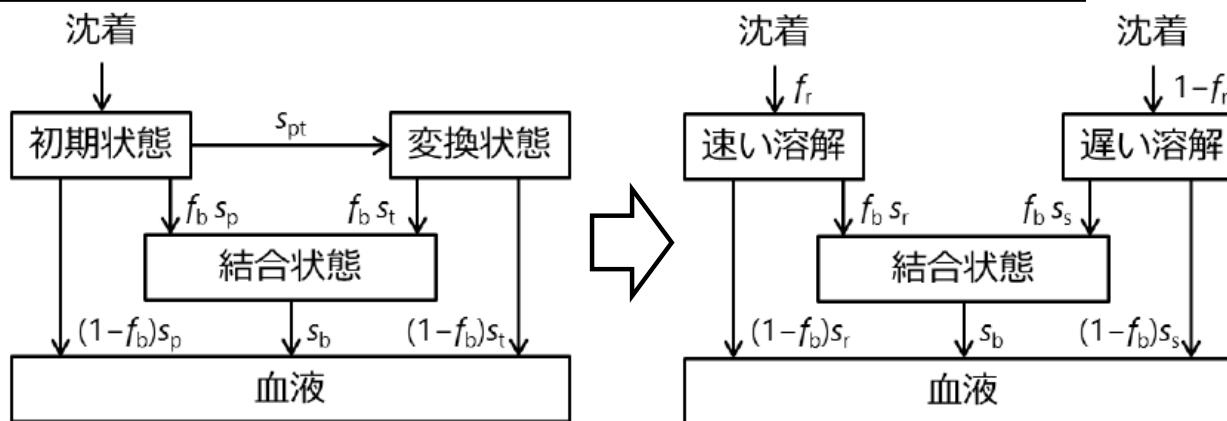 沈着
初期状態
s_pt
変換状態
f_b s_p
f_b s_t
結合状態
(1−f_b)s_p
s_b
(1−f_b)s_t
血液
沈着
沈着
f_r
1−f_r
速い溶解
遅い溶解
f_b s_r
f_b s_s
結合状態
(1−f_b)s_r
s_b
(1−f_b)s_s
血液